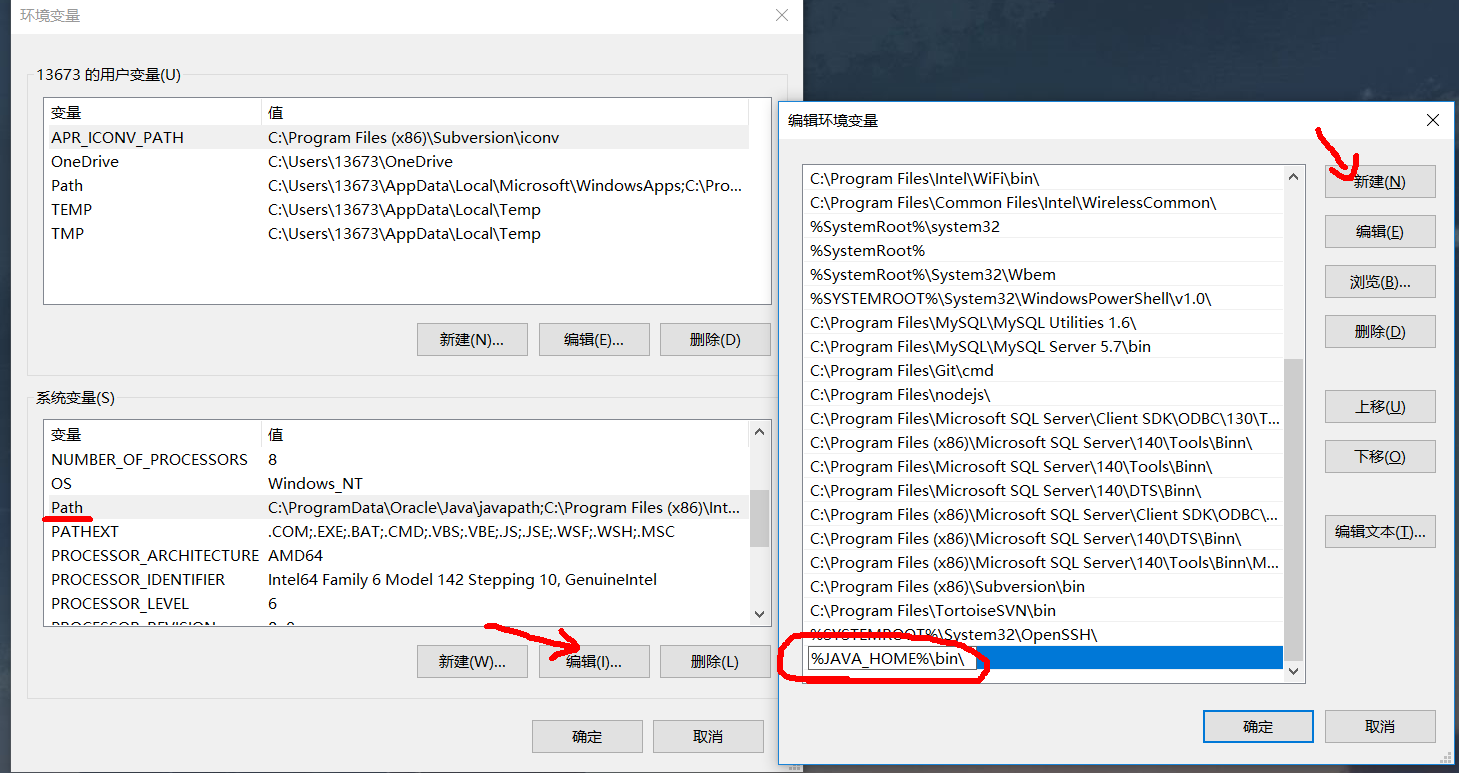 环境变量
13673 的用户变量(U)
变量 值
APR_ICONV_PATH C:\Program Files (x86)\Subversion\iconv
OneDrive C:\Users\13673\OneDrive
Path C:\Users\13673\AppData\Local\Microsoft\WindowsApps;C:\Pro...
TEMP C:\Users\13673\AppData\Local\Temp
TMP C:\Users\13673\AppData\Local\Temp
新建(N)... 编辑(E)... 删除(D)
系统变量(S)
变量 值
NUMBER_OF_PROCESSORS 8
OS Windows_NT
Path C:\ProgramData\Oracle\Java\javapath;C:\Program Files (x86)\Int...
PATHEXT .COM;.EXE;.BAT;.CMD;.VBS;.VBE;.JS;.JSE;.WSF;.WSH;.MSC
PROCESSOR_ARCHITECTURE AMD64
PROCESSOR_IDENTIFIER Intel64 Family 6 Model 142 Stepping 10, GenuineIntel
PROCESSOR_LEVEL 6
PROCESSOR_REVISION
新建(W)... 编辑(I)... 删除(L)
确定 取消
编辑环境变量
C:\Program Files\Intel\WiFi\bin\
C:\Program Files\Common Files\Intel\WirelessCommon\
%SystemRoot%\system32
%SystemRoot%
%SystemRoot%\System32\Wbem
%SYSTEMROOT%\System32\WindowsPowerShell\v1.0\
C:\Program Files\MySQL\MySQL Utilities 1.6\
C:\Program Files\MySQL\MySQL Server 5.7\bin
C:\Program Files\Git\cmd
C:\Program Files\nodejs\
C:\Program Files\Microsoft SQL Server\Client SDK\ODBC\130\T...
C:\Program Files (x86)\Microsoft SQL Server\140\Tools\Binn\
C:\Program Files\Microsoft SQL Server\140\Tools\Binn\
C:\Program Files\Microsoft SQL Server\140\DTS\Binn\
C:\Program Files (x86)\Microsoft SQL Server\Client SDK\ODBC\...
C:\Program Files (x86)\Microsoft SQL Server\140\DTS\Binn\
C:\Program Files (x86)\Microsoft SQL Server\140\Tools\Binn\M...
C:\Program Files (x86)\Subversion\bin
C:\Program Files\TortoiseSVN\bin
%SYSTEMROOT%\System32\OpenSSH\
%JAVA_HOME%\bin\
新建(N)
编辑(E)
浏览(B)...
删除(D)
上移(U)
下移(O)
编辑文本(T)...
确定 取消